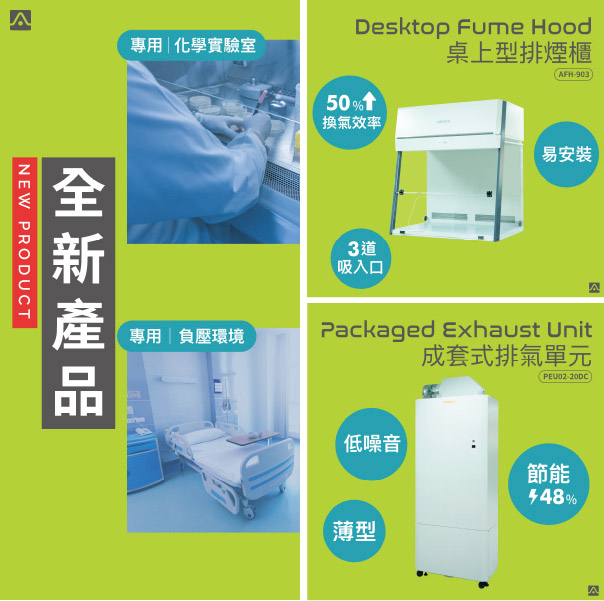 專用｜化學實驗室
NEW PRODUCT
全新產品
專用｜負壓環境
Desktop Fume Hood
桌上型排煙櫃
AFH-903
50%
換氣效率
易安裝
3道
吸入口
Packaged Exhaust Unit
成套式排氣單元
PEU02-20DC
低噪音
節能
48%
薄型